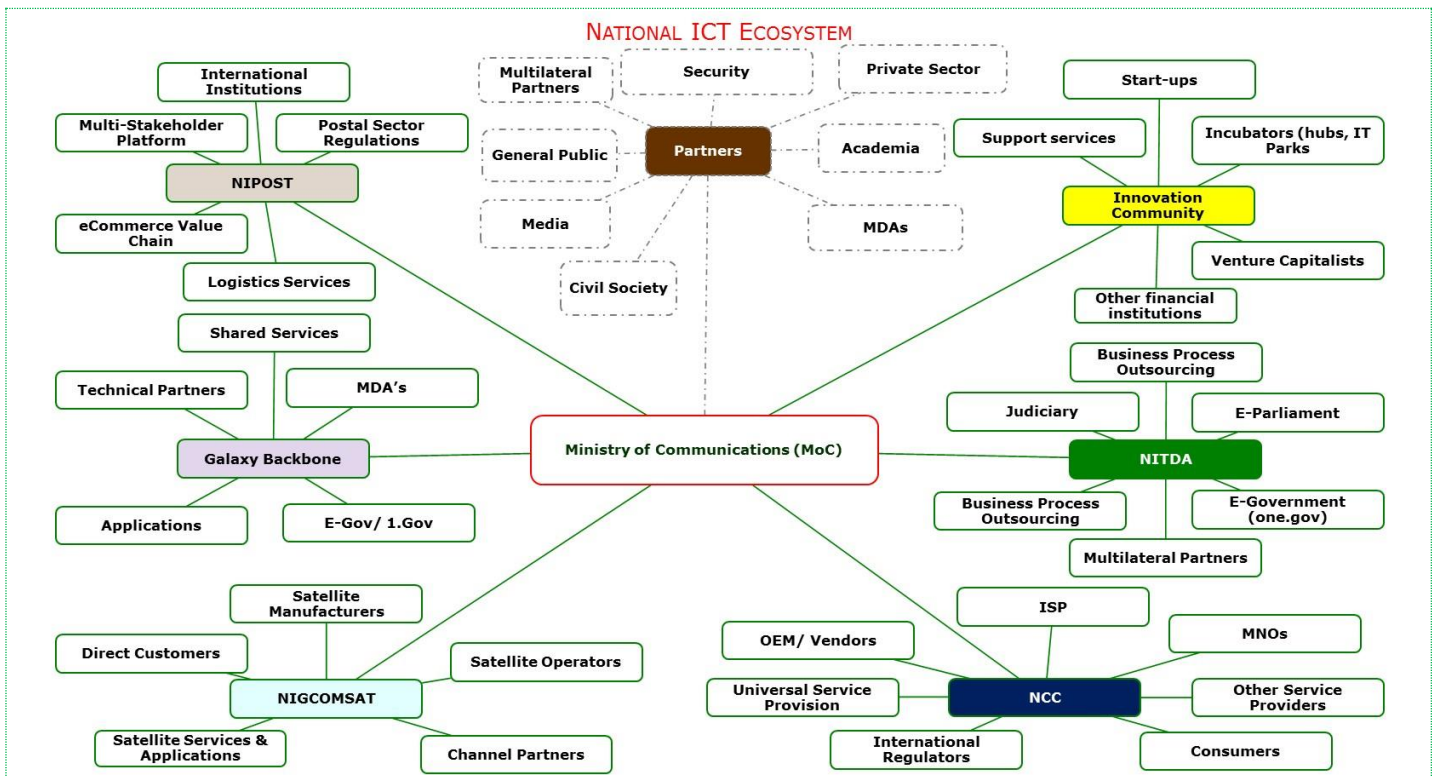 NATIONAL ICT ECOSYSTEM
International
Institutions
Multi-Stakeholder
Platform
Postal Sector
Regulations
NIPOST
eCommerce Value
Chain
Logistics Services
Multilateral
Partners
Security
Private Sector
General Public
Partners
Academia
Media
MDAs
Civil Society
Start-ups
Support services
Incubators (hubs, IT
Parks
Innovation
Community
Venture Capitalists
Other financial
institutions
Shared Services
Technical Partners
MDA's
Galaxy Backbone
Applications
E-Gov/ 1.Gov
Ministry of Communications (MoC)
Business Process
Outsourcing
Judiciary
E-Parliament
NITDA
Business Process
Outsourcing
E-Government
(one.gov)
Multilateral Partners
Satellite
Manufacturers
Direct Customers
Satellite Operators
NIGCOMSAT
Satellite Services &
Applications
Channel Partners
ISP
OEM/ Vendors
MNOs
Universal Service
Provision
NCC
Other Service
Providers
International
Regulators
Consumers